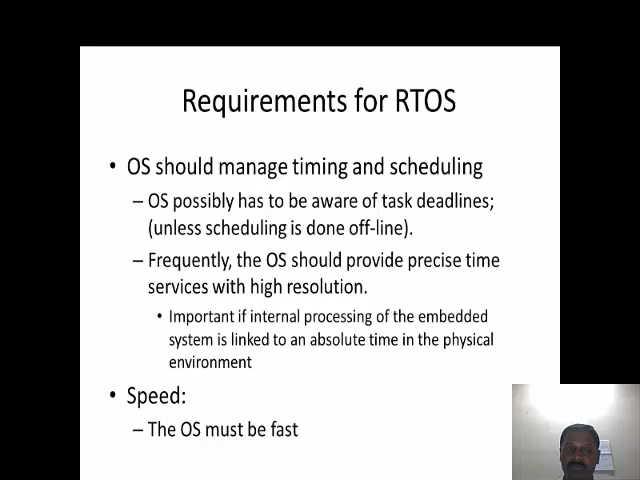 Requirements for RTOS
• OS should manage timing and scheduling
– OS possibly has to be aware of task deadlines;
(unless scheduling is done off-line).
– Frequently, the OS should provide precise time
services with high resolution.
• Important if internal processing of the embedded
system is linked to an absolute time in the physical
environment
• Speed:
– The OS must be fast